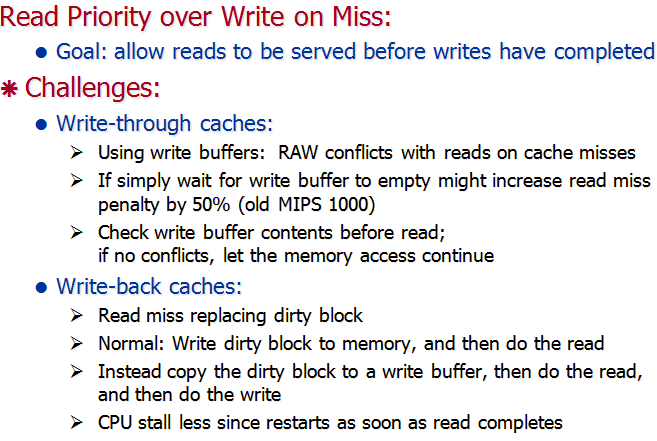 Read Priority over Write on Miss:
Goal: allow reads to be served before writes have completed
Challenges:
Write-through caches:
Using write buffers: RAW conflicts with reads on cache misses
If simply wait for write buffer to empty might increase read miss
penalty by 50% (old MIPS 1000)
Check write buffer contents before read;
if no conflicts, let the memory access continue
Write-back caches:
Read miss replacing dirty block
Normal: Write dirty block to memory, and then do the read
Instead copy the dirty block to a write buffer, then do the read,
and then do the write
CPU stall less since restarts as soon as read completes